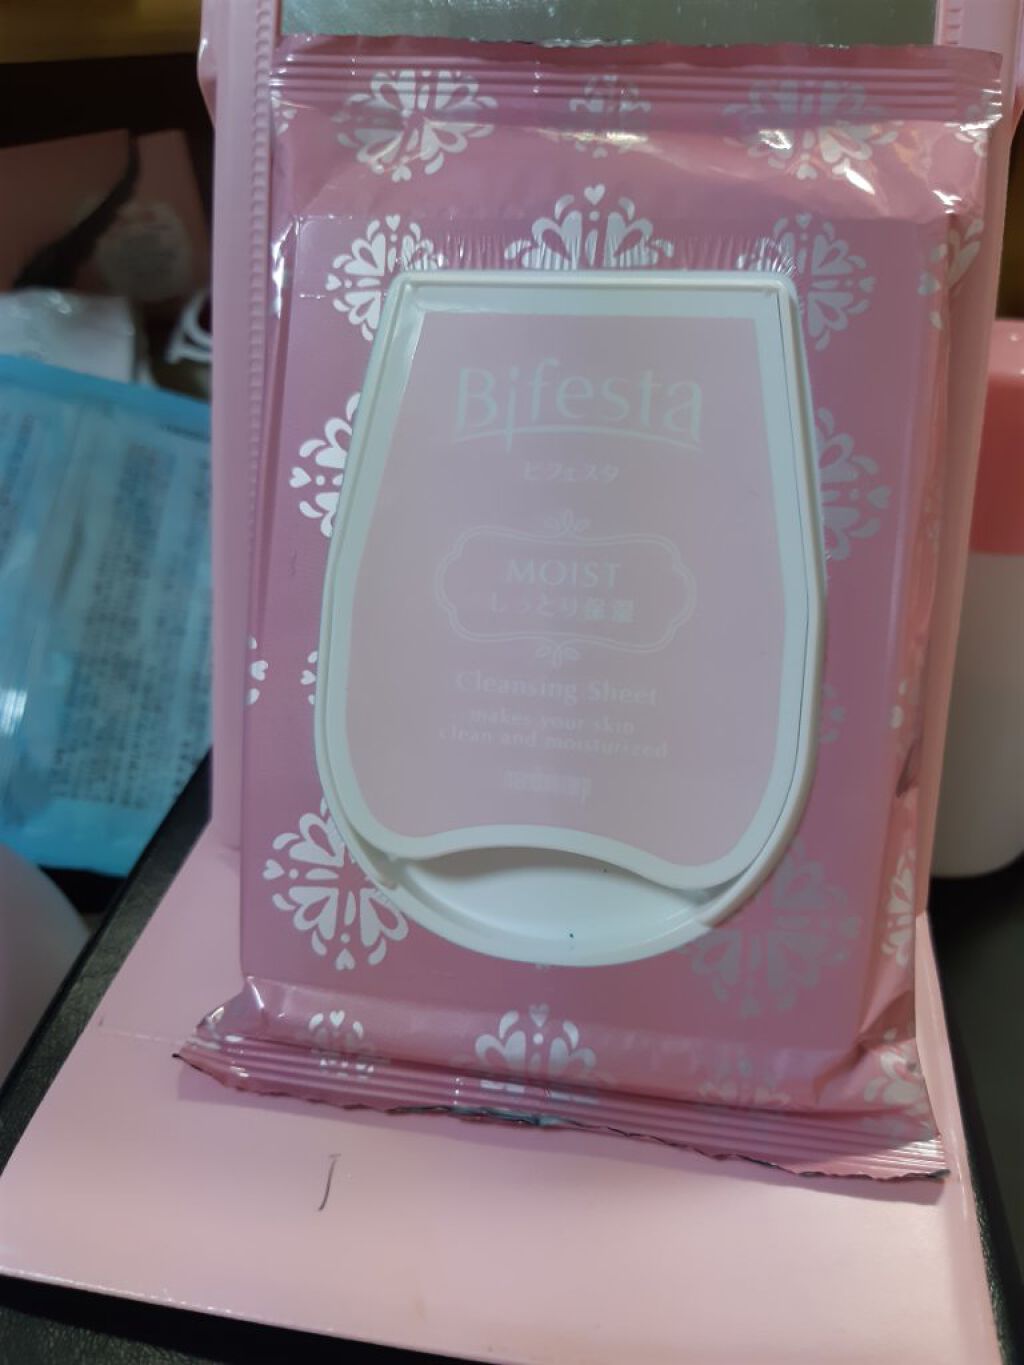 Bifesta
ビフェスタ
MOIST
しっとり保湿
Cleansing Sheet
makes your skin
clean and moisturized